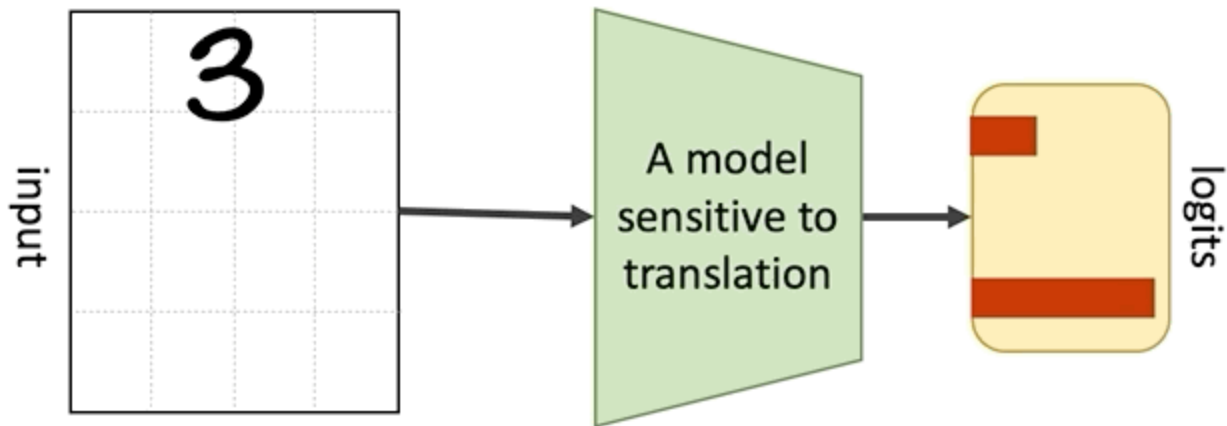 input
3
A model
sensitive to
translation
logits